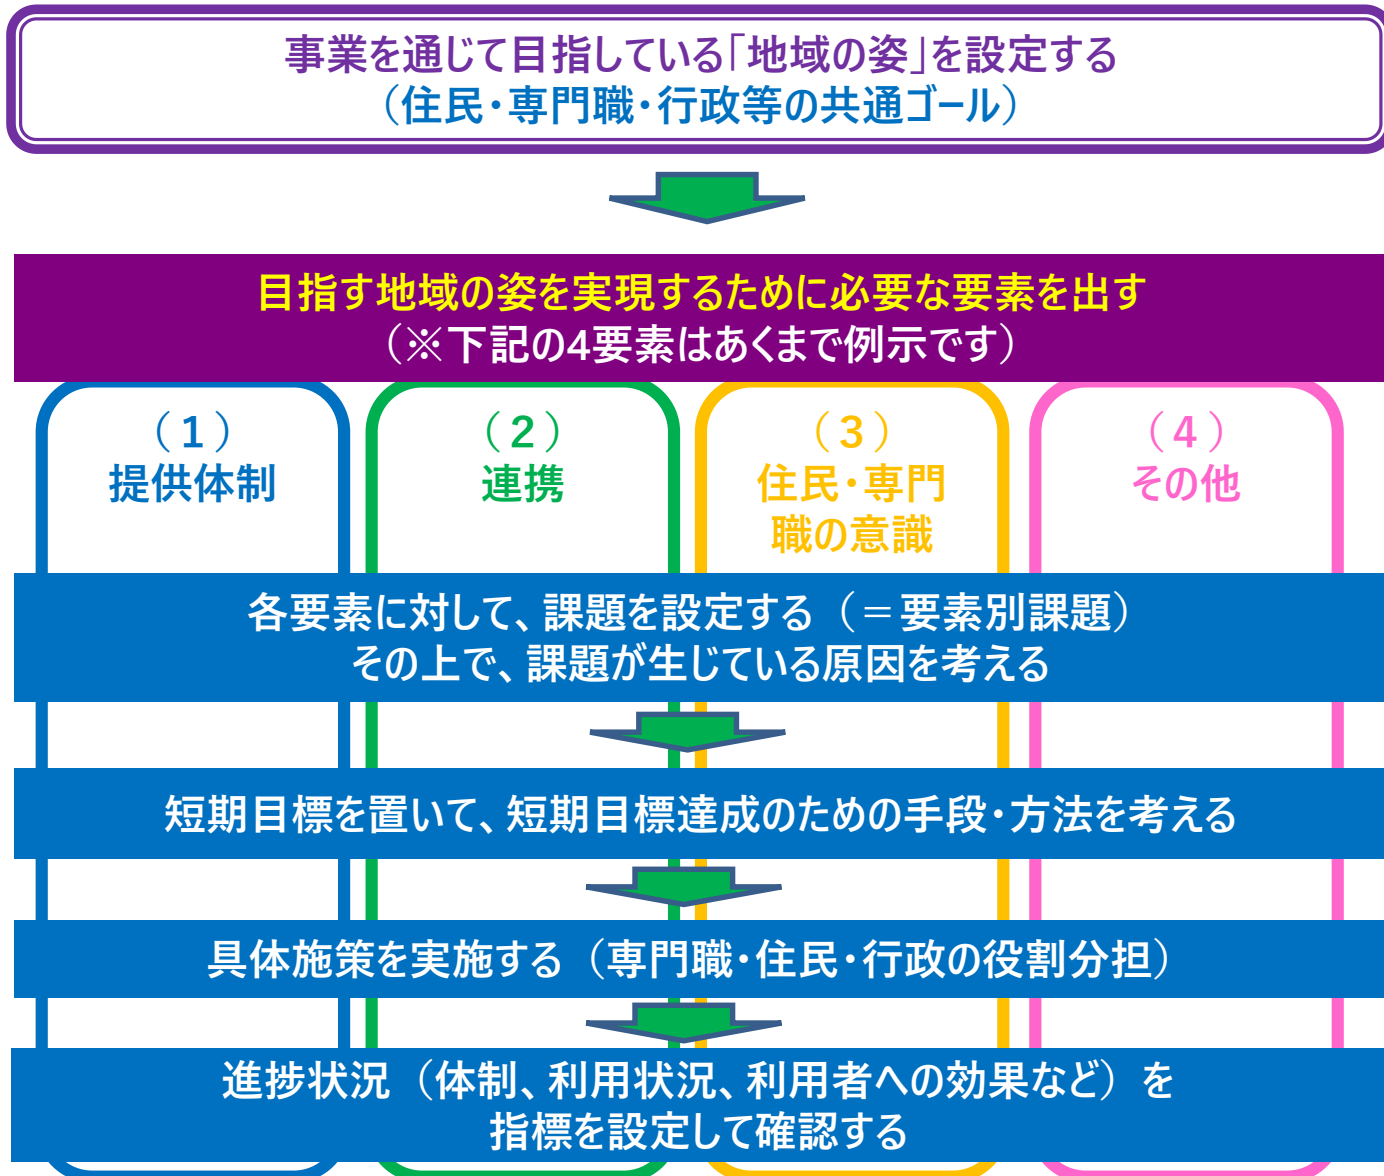 事業を通じて目指している「地域の姿」を設定する
（住民・専門職・行政等の共通ゴール）
目指す地域の姿を実現するために必要な要素を出す
（※下記の4要素はあくまで例示です）
（1）
提供体制
（2）
連携
（3）
住民・専門
職の意識
（4）
その他
各要素に対して、課題を設定する（＝要素別課題）
その上で、課題が生じている原因を考える
短期目標を置いて、短期目標達成のための手段・方法を考える
具体施策を実施する（専門職・住民・行政の役割分担）
進捗状況（体制、利用状況、利用者への効果など）を
指標を設定して確認する